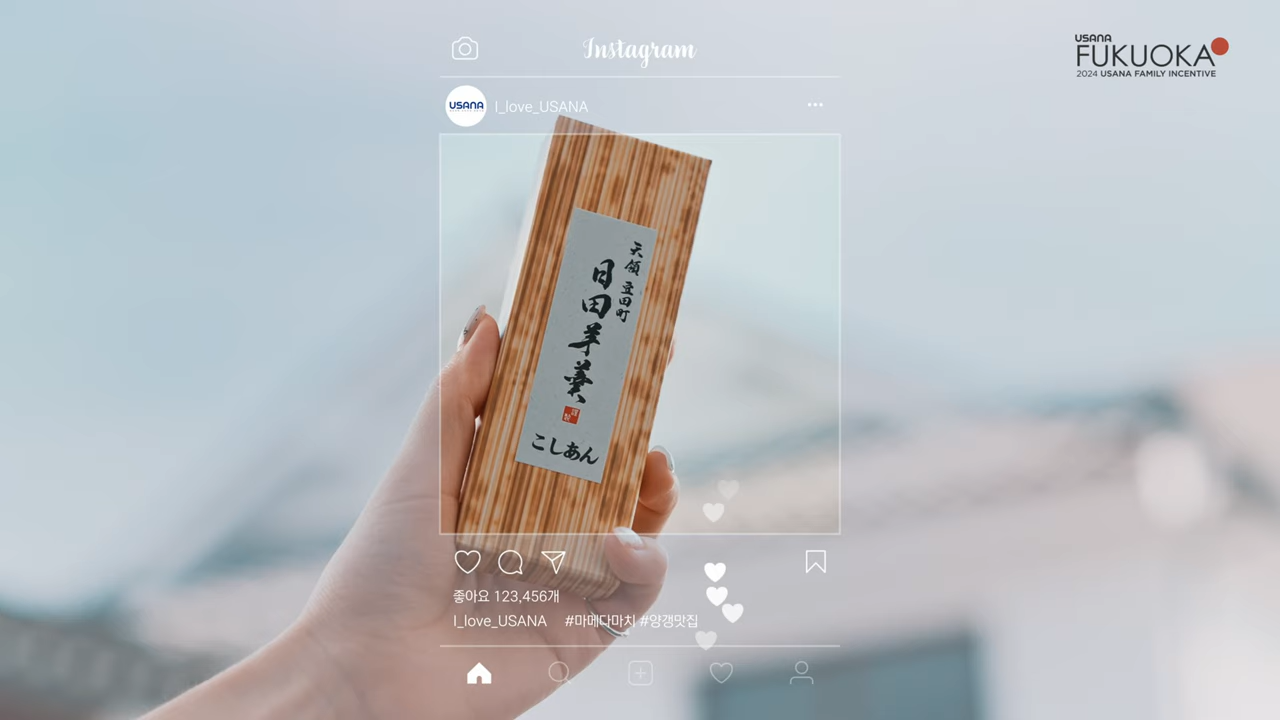 Instagram
USANA
FUKUOKA
2024 USANA FAMILY INCENTIVE
USANA
I_love_USANA
天領 豆田町
日田羊羹
こしあん
좋아요 123,456개
I_love_USANA #마메다마치 #양갱맛집